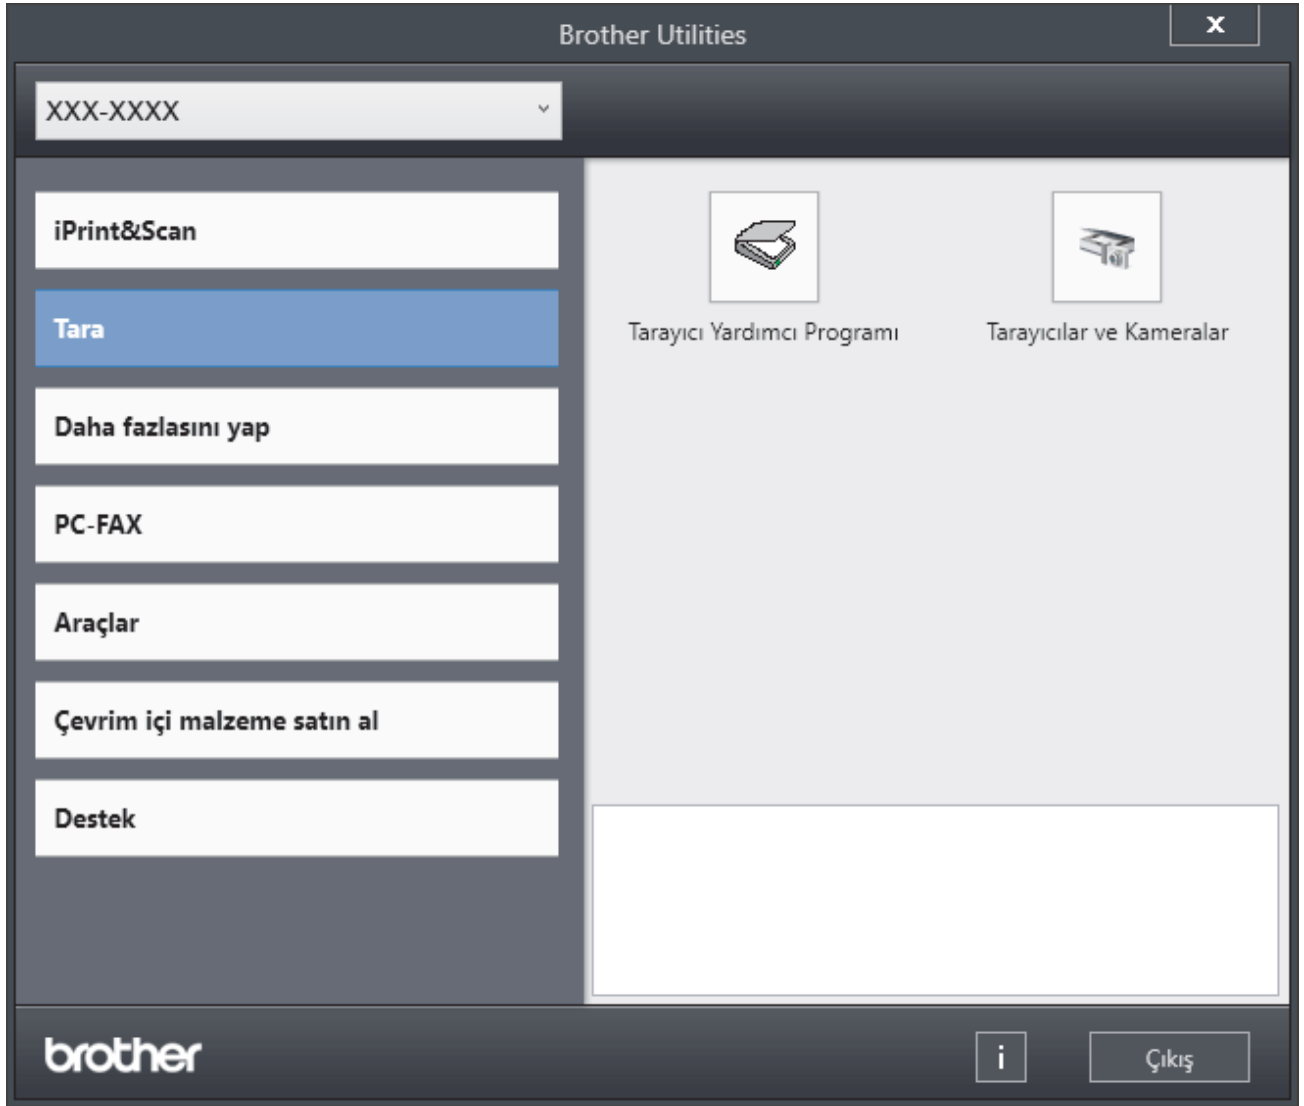 Brother Utilities
x
XXX-XXXX
iPrint&Scan
Tara
Daha fazlasını yap
PC-FAX
Araçlar
Çevrim içi malzeme satın al
Destek
Tarayıcı Yardımcı Programı
Tarayıcılar ve Kameralar
brother
i
Çıkış